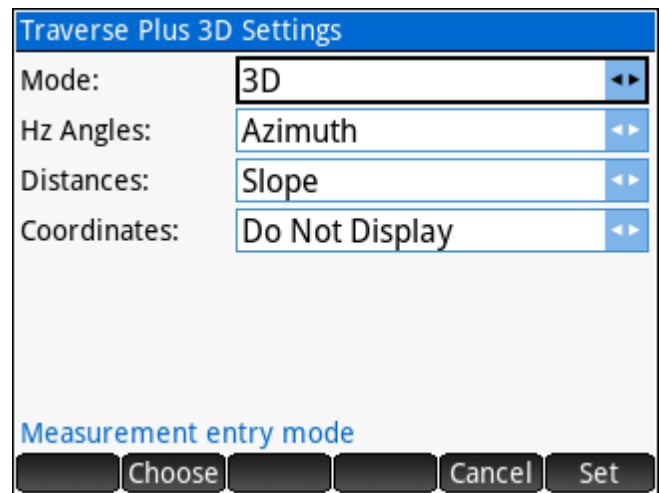 Traverse Plus 3D Settings
Mode: 3D
Hz Angles: Azimuth
Distances: Slope
Coordinates: Do Not Display
Measurement entry mode
Choose Cancel Set